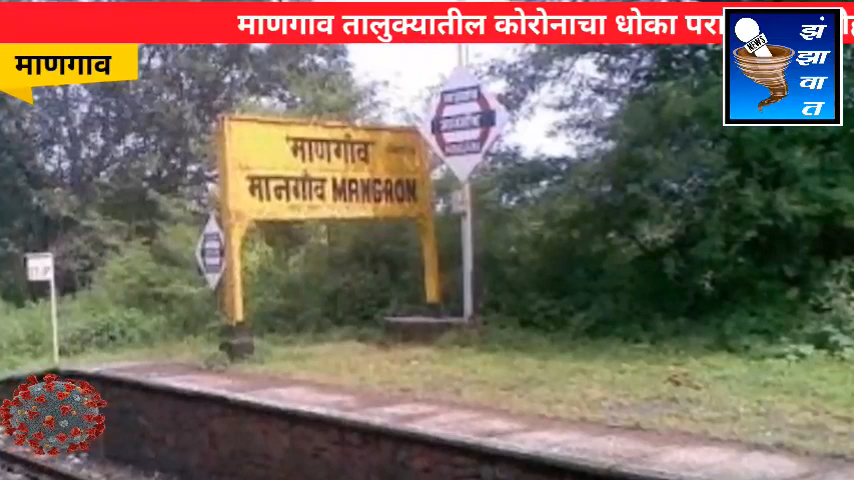 माणगाव तालुक्यातील कोरोनाचा धोका
माणगाव
NEWS
झंझावात
माणगाँव
मानगाँव MANGAON